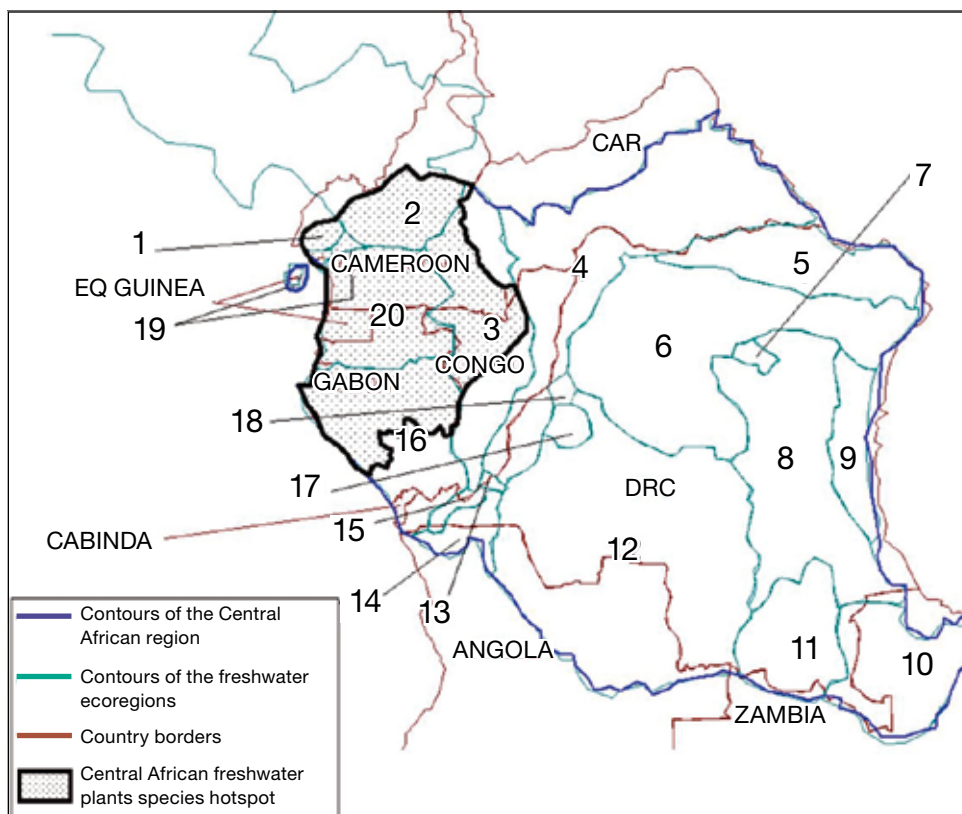 CAR
7
1
2
CAMEROON
4
5
EQ GUINEA
19
20
3
6
GABON
CONGO
18
16
8
9
17
DRC
15
CABINDA
12
14
13
ANGOLA
11
10
ZAMBIA
Contours of the Central
African region
Contours of the freshwater
ecoregions
Country borders
Central African freshwater
plants species hotspot